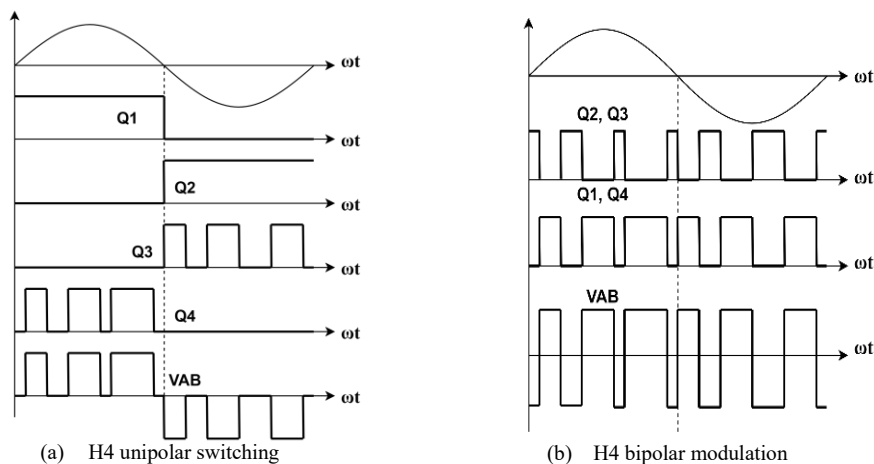 ωt
Q1
ωt
Q2
ωt
Q3
ωt
Q4
ωt
VAB
ωt
(a) H4 unipolar switching
ωt
Q2, Q3
ωt
Q1, Q4
ωt
VAB
ωt
(b) H4 bipolar modulation